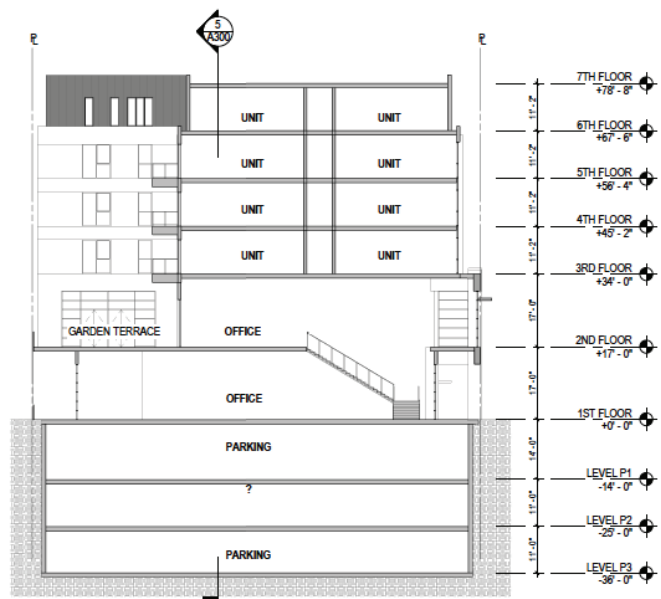 5
A300
PL
PL
7TH FLOOR
+78' - 8"
11' - 2"
UNIT
UNIT
6TH FLOOR
+67' - 6"
11' - 2"
UNIT
UNIT
5TH FLOOR
+56' - 4"
11' - 2"
UNIT
UNIT
4TH FLOOR
+45' - 2"
11' - 2"
UNIT
UNIT
3RD FLOOR
+34' - 0"
17' - 0"
GARDEN TERRACE
OFFICE
2ND FLOOR
+17' - 0"
17' - 0"
OFFICE
1ST FLOOR
+0' - 0"
14' - 0"
PARKING
LEVEL P1
-14' - 0"
11' - 0"
?
LEVEL P2
-25' - 0"
11' - 0"
PARKING
LEVEL P3
-36' - 0"